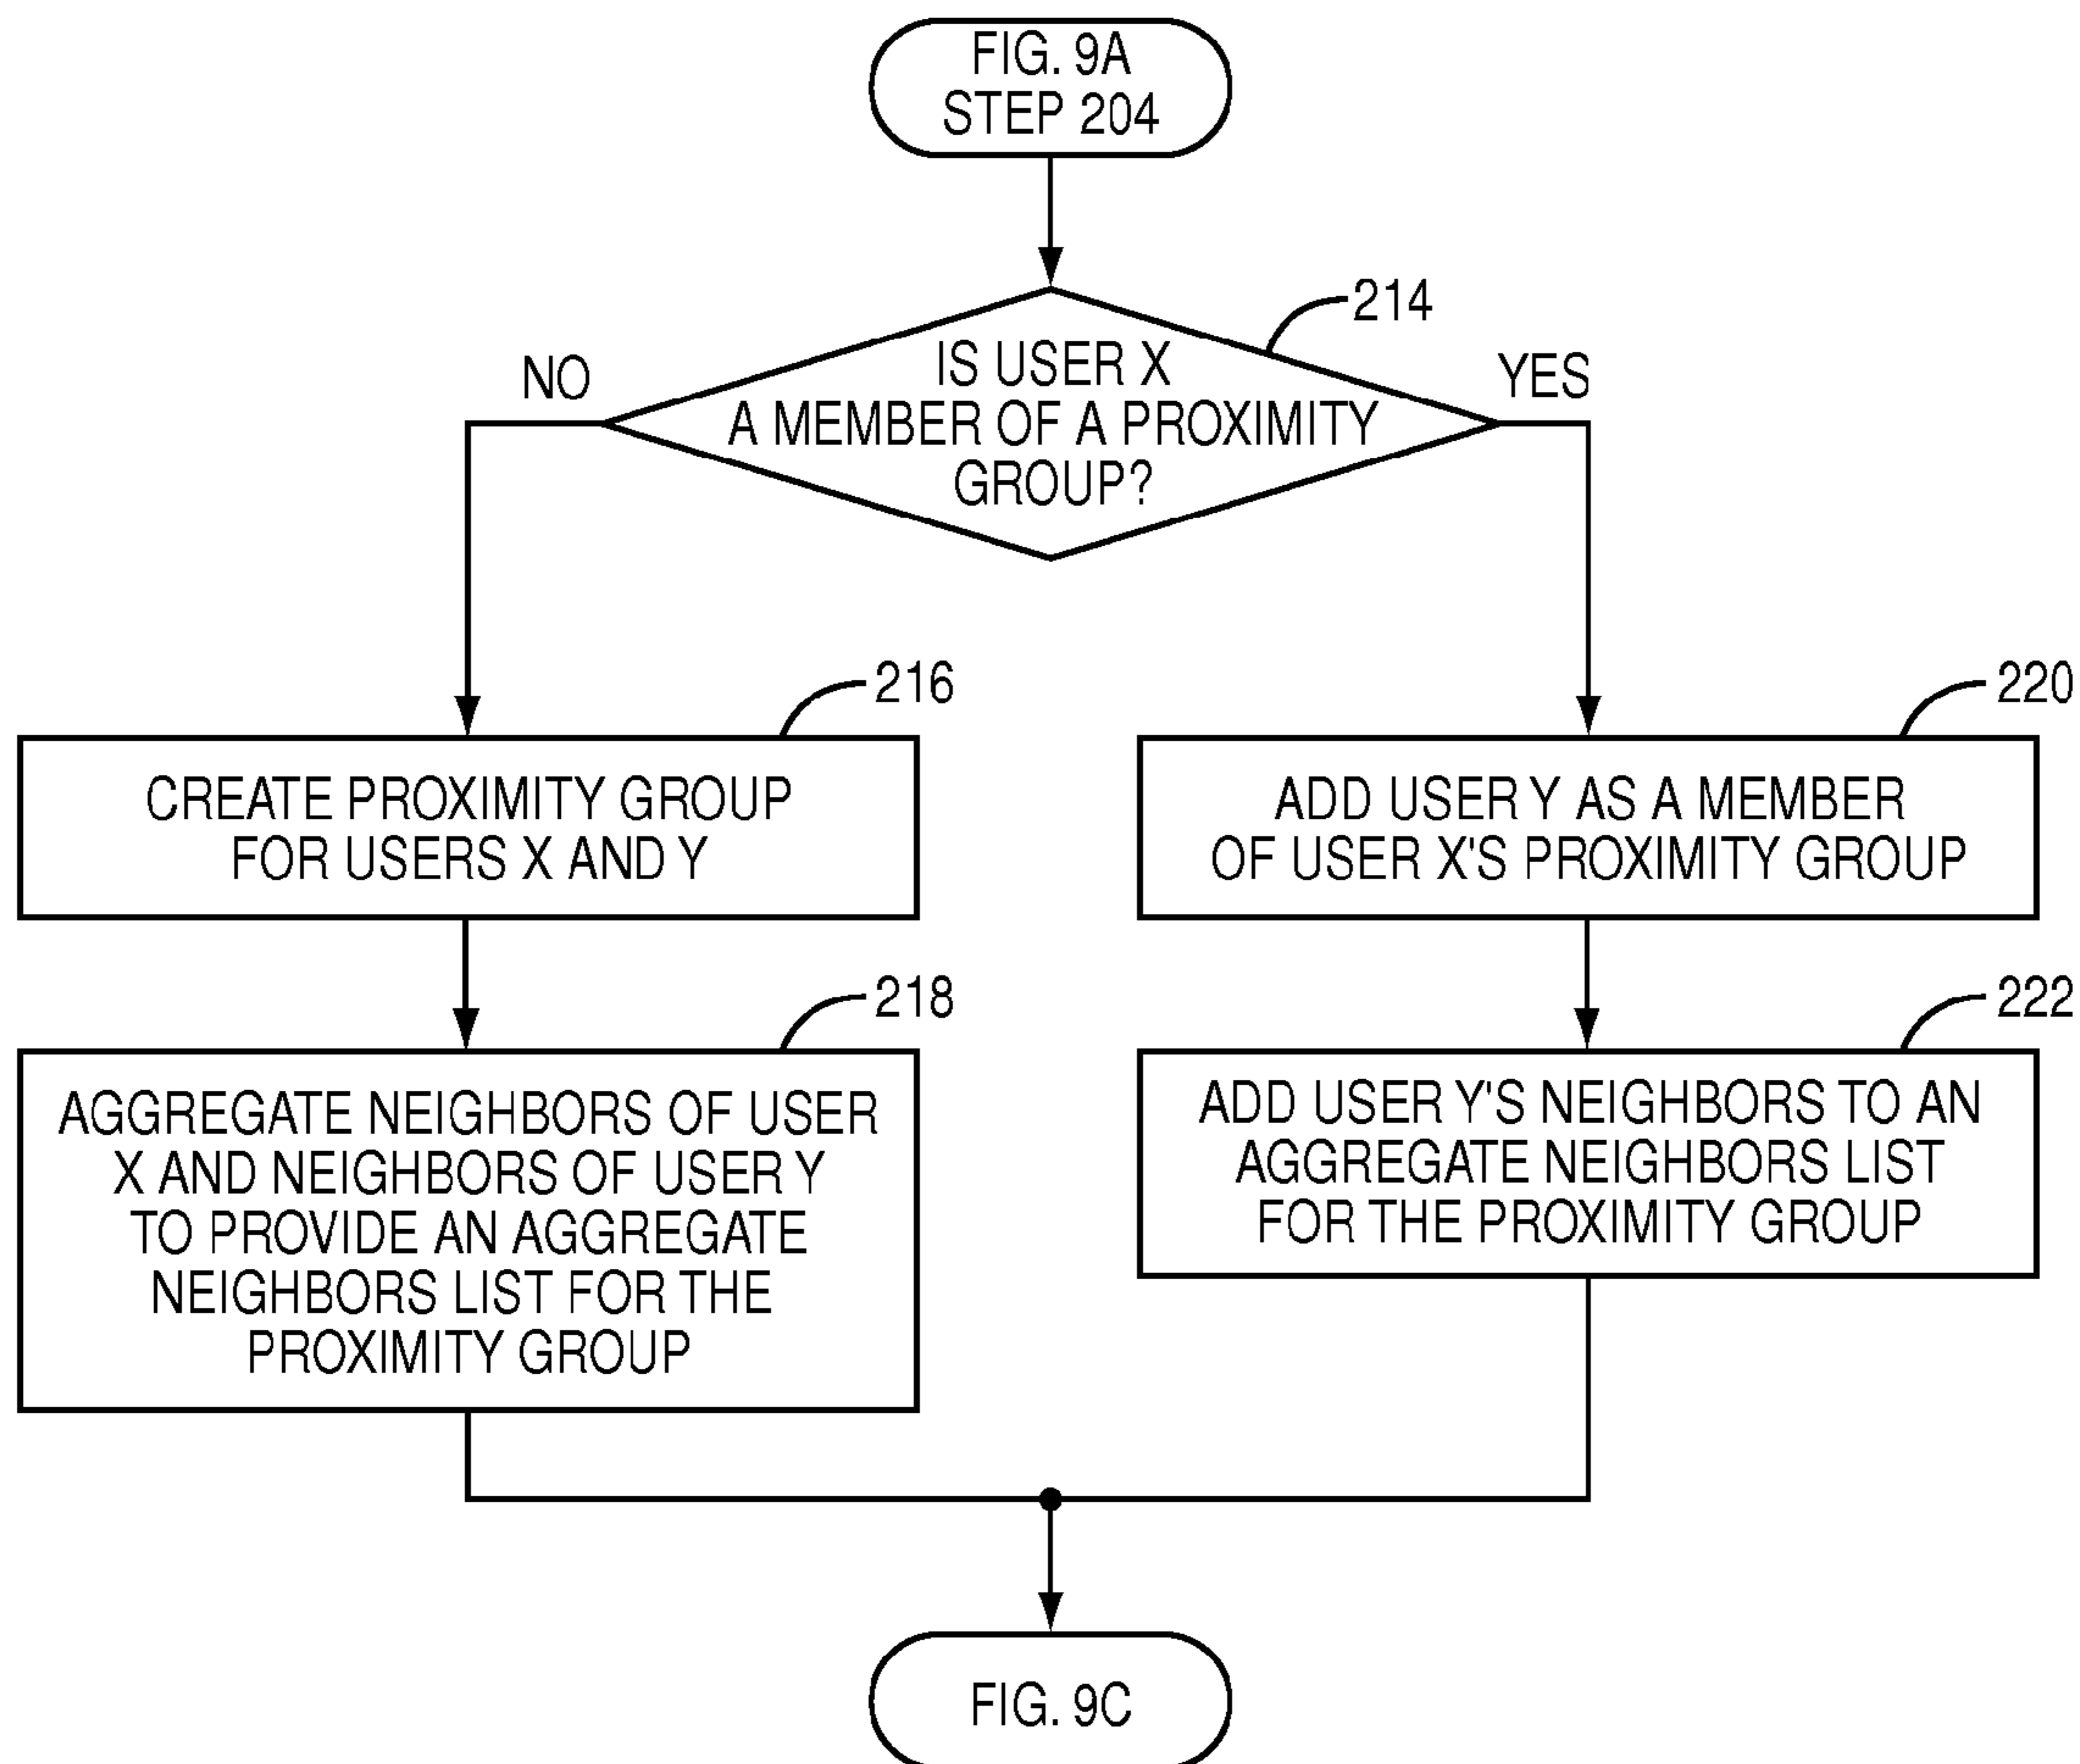 FIG. 9A
STEP 204
214
NO
YES
IS USER X
A MEMBER OF A PROXIMITY
GROUP?
216
CREATE PROXIMITY GROUP
FOR USERS X AND Y
218
AGGREGATE NEIGHBORS OF USER
X AND NEIGHBORS OF USER Y
TO PROVIDE AN AGGREGATE
NEIGHBORS LIST FOR THE
PROXIMITY GROUP
220
ADD USER Y AS A MEMBER
OF USER X'S PROXIMITY GROUP
222
ADD USER Y'S NEIGHBORS TO AN
AGGREGATE NEIGHBORS LIST
FOR THE PROXIMITY GROUP
FIG. 9C